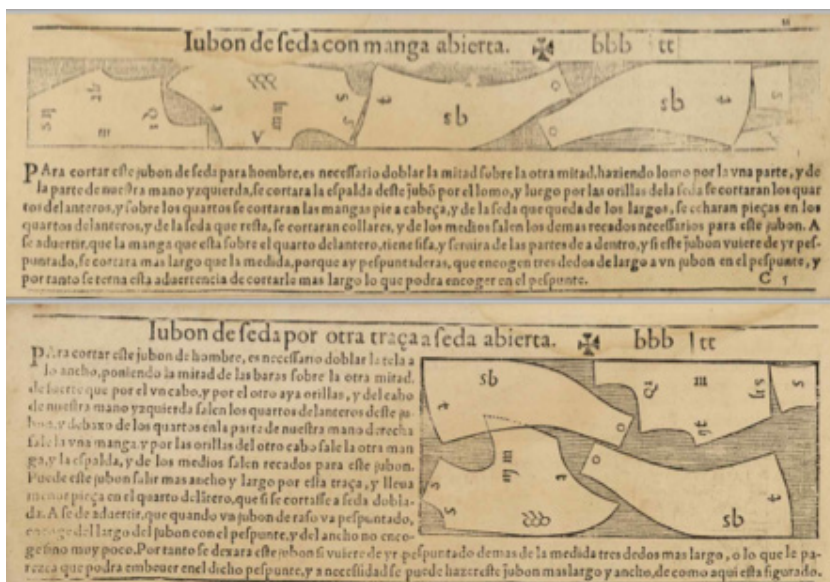 Iubon de seda con manga abierta. ✠ bbb tt
PAra cortar este jubon de seda para hombre, es necessario doblar la mitad sobre la otra mitad, haziendo lomo por la vna parte, y de
la parte de nuestra mano yzquierda, se cortara la espalda deste jubõ por el lomo, y luego por las orillas dela seda se cortaran los quar
tos delanteros, y sobre los quartos se cortaran las mangas pie a cabeça, y de la seda que queda de los largos, se echaran pieças en los
quartos delanteros, y de la seda que resta, se cortaran collares, y de los medios salen los demas recados necessarios para este jubon. A
se aduertir, que la manga que esta sobre el quarto delantero, tiene sisa, y seruira de las partes de a dentro, y si este jubon vuiere de yr pes-
puntado, se cortara mas largo que la medida, porque ay pespuntaderas, que encogen tres dedos de largo a vn jubon en el pespunte, y
por tanto se terna esta aduertencia de cortarle mas largo lo que podra encoger en el pespunte.
C 5
Iubon de seda por otra traça a seda abierta. ✠ bbb tt
PAra cortar este jubon de hombre, es necessario doblar la tela a
lo ancho, poniendo la mitad de las baras sobre la otra mitad.
de suerte que por el vn cabo, y por el otro aya orillas, y del cabo
de nuestra mano yzquierda salen los quartos delanteros deste ju-
bon, y debaxo de los quartos en la parte de nuestra mano derecha
sale la vna manga, y por las orillas del otro cabo sale la otra man
ga, y la espalda, y de los medios salen recados para este jubon.
Puede este jubon salir mas ancho y largo por esta traça, y lleua
menor pieça en el quarto delãtero, que si se cortasse a seda dobla-
da. A se de aduertir, que quando vn jubon de raso va pespuntado,
encoge del largo del jubon con el pespunte, y del ancho no enco-
ge sino muy poco. Por tanto se dexara este jubon si vuiere de yr pespuntado demas de la medida tres dedos mas largo, o lo que le pa-
rezca que podra embeuer en el dicho pespunte, y a necessidad se puede hazer este jubon mas largo y ancho, de como aqui esta figurado.
sb
sb
sb
sb